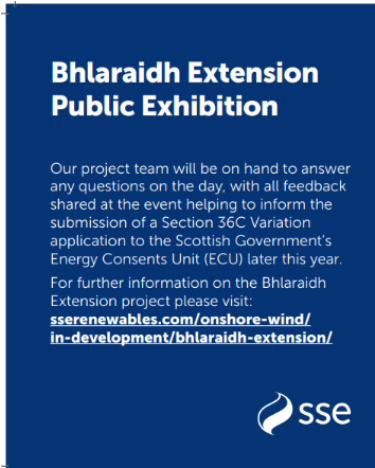 Bhlaraidh Extension
Public Exhibition
Our project team will be on hand to answer
any questions on the day, with all feedback
shared at the event helping to inform the
submission of a Section 36C Variation
application to the Scottish Government's
Energy Consents Unit (ECU) later this year.
For further information on the Bhlaraidh
Extension project please visit:
sserenewables.com/onshore-wind/
in-development/bhlaraidh-extension/
sse